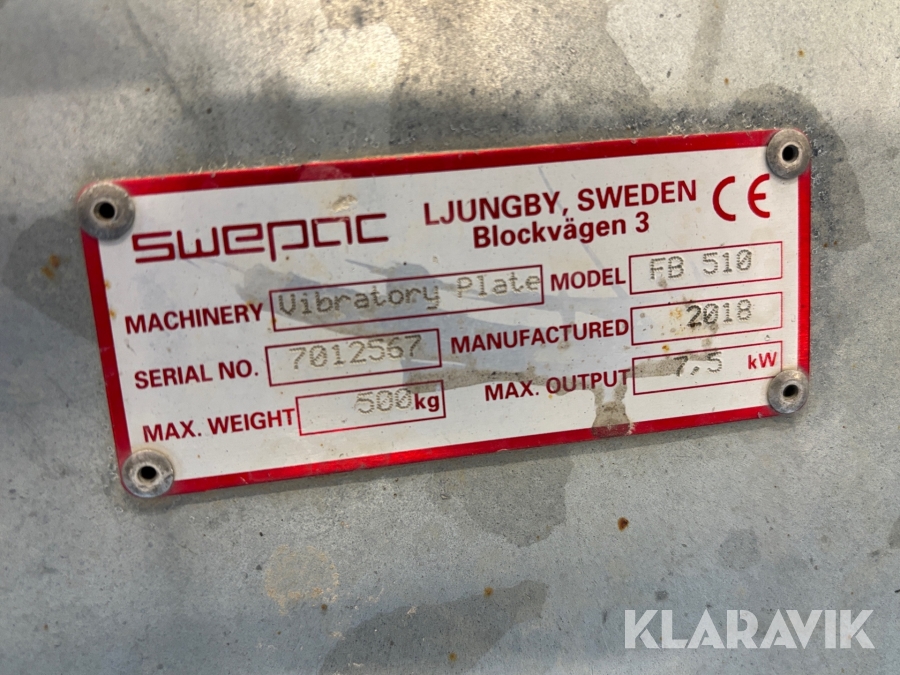 swepac LJUNGBY, SWEDEN CE
Blockvägen 3
MACHINERY Vibratory Plate MODEL FB 510
SERIAL NO. 7012567 MANUFACTURED 2018
MAX. WEIGHT 500kg MAX. OUTPUT 7,5 kW
KLARAVIK